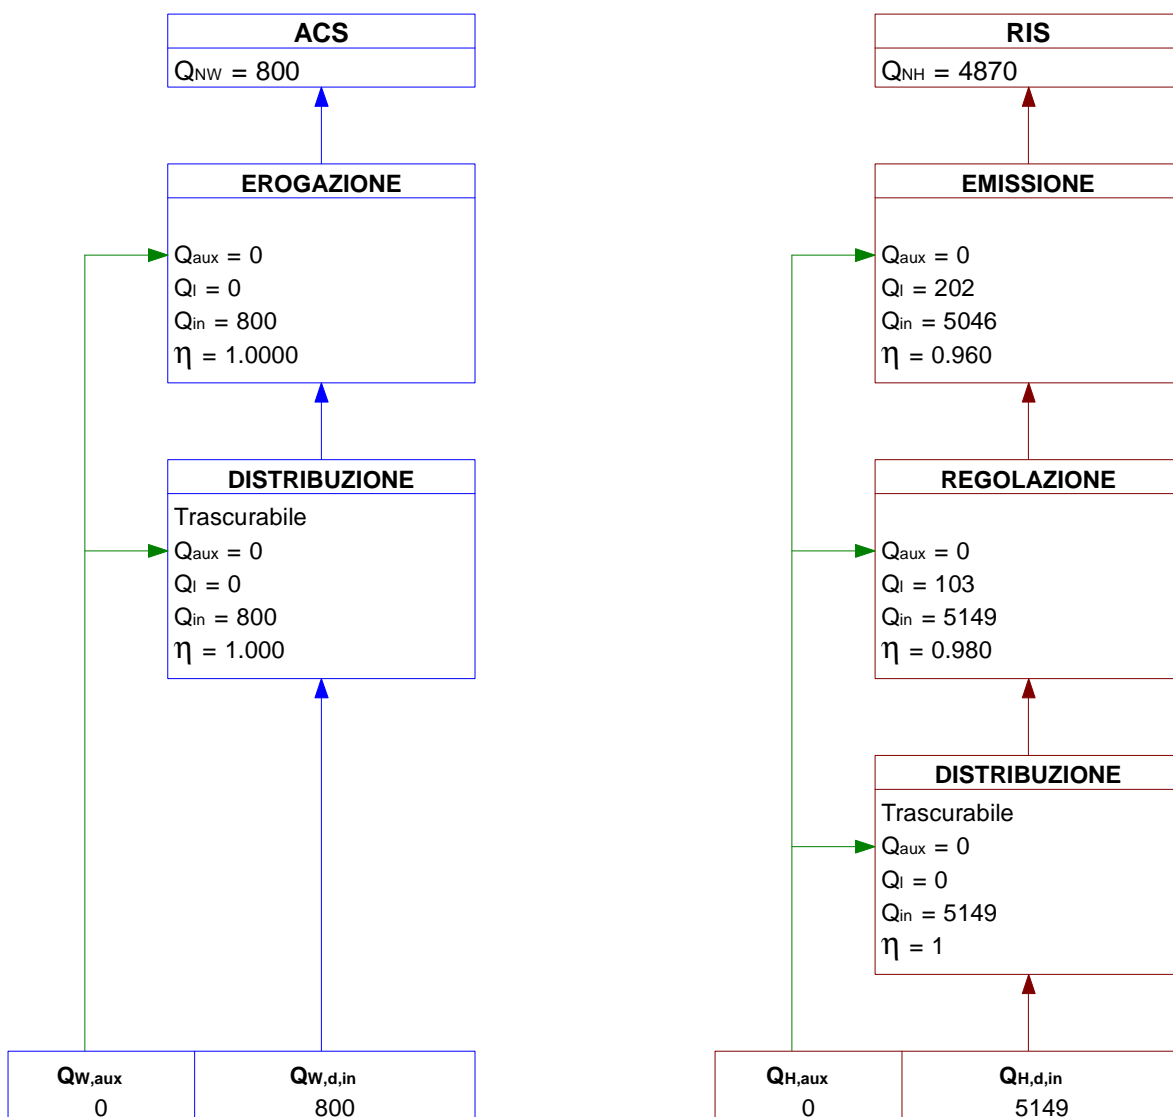 ACS
QNW = 800
EROGAZIONE
Qaux = 0
Ql = 0
Qin = 800
η = 1.0000
DISTRIBUZIONE
Trascurabile
Qaux = 0
Ql = 0
Qin = 800
η = 1.000
QW,aux
QW,d,in
0
800
RIS
QNH = 4870
EMISSIONE
Qaux = 0
Ql = 202
Qin = 5046
η = 0.960
REGOLAZIONE
Qaux = 0
Ql = 103
Qin = 5149
η = 0.980
DISTRIBUZIONE
Trascurabile
Qaux = 0
Ql = 0
Qin = 5149
η = 1
QH,aux
QH,d,in
0
5149